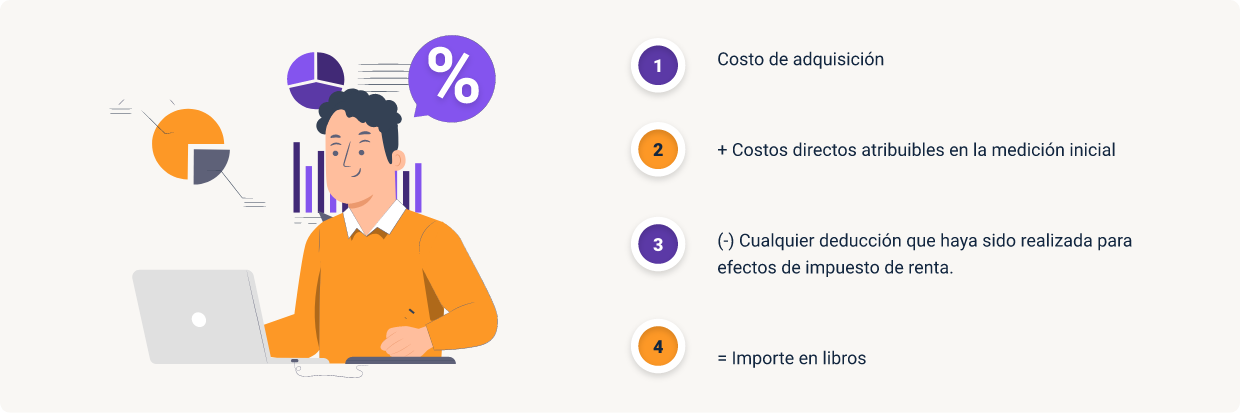 %
1
Costo de adquisición
2
+ Costos directos atribuibles en la medición inicial
3
(-) Cualquier deducción que haya sido realizada para
efectos de impuesto de renta.
4
= Importe en libros